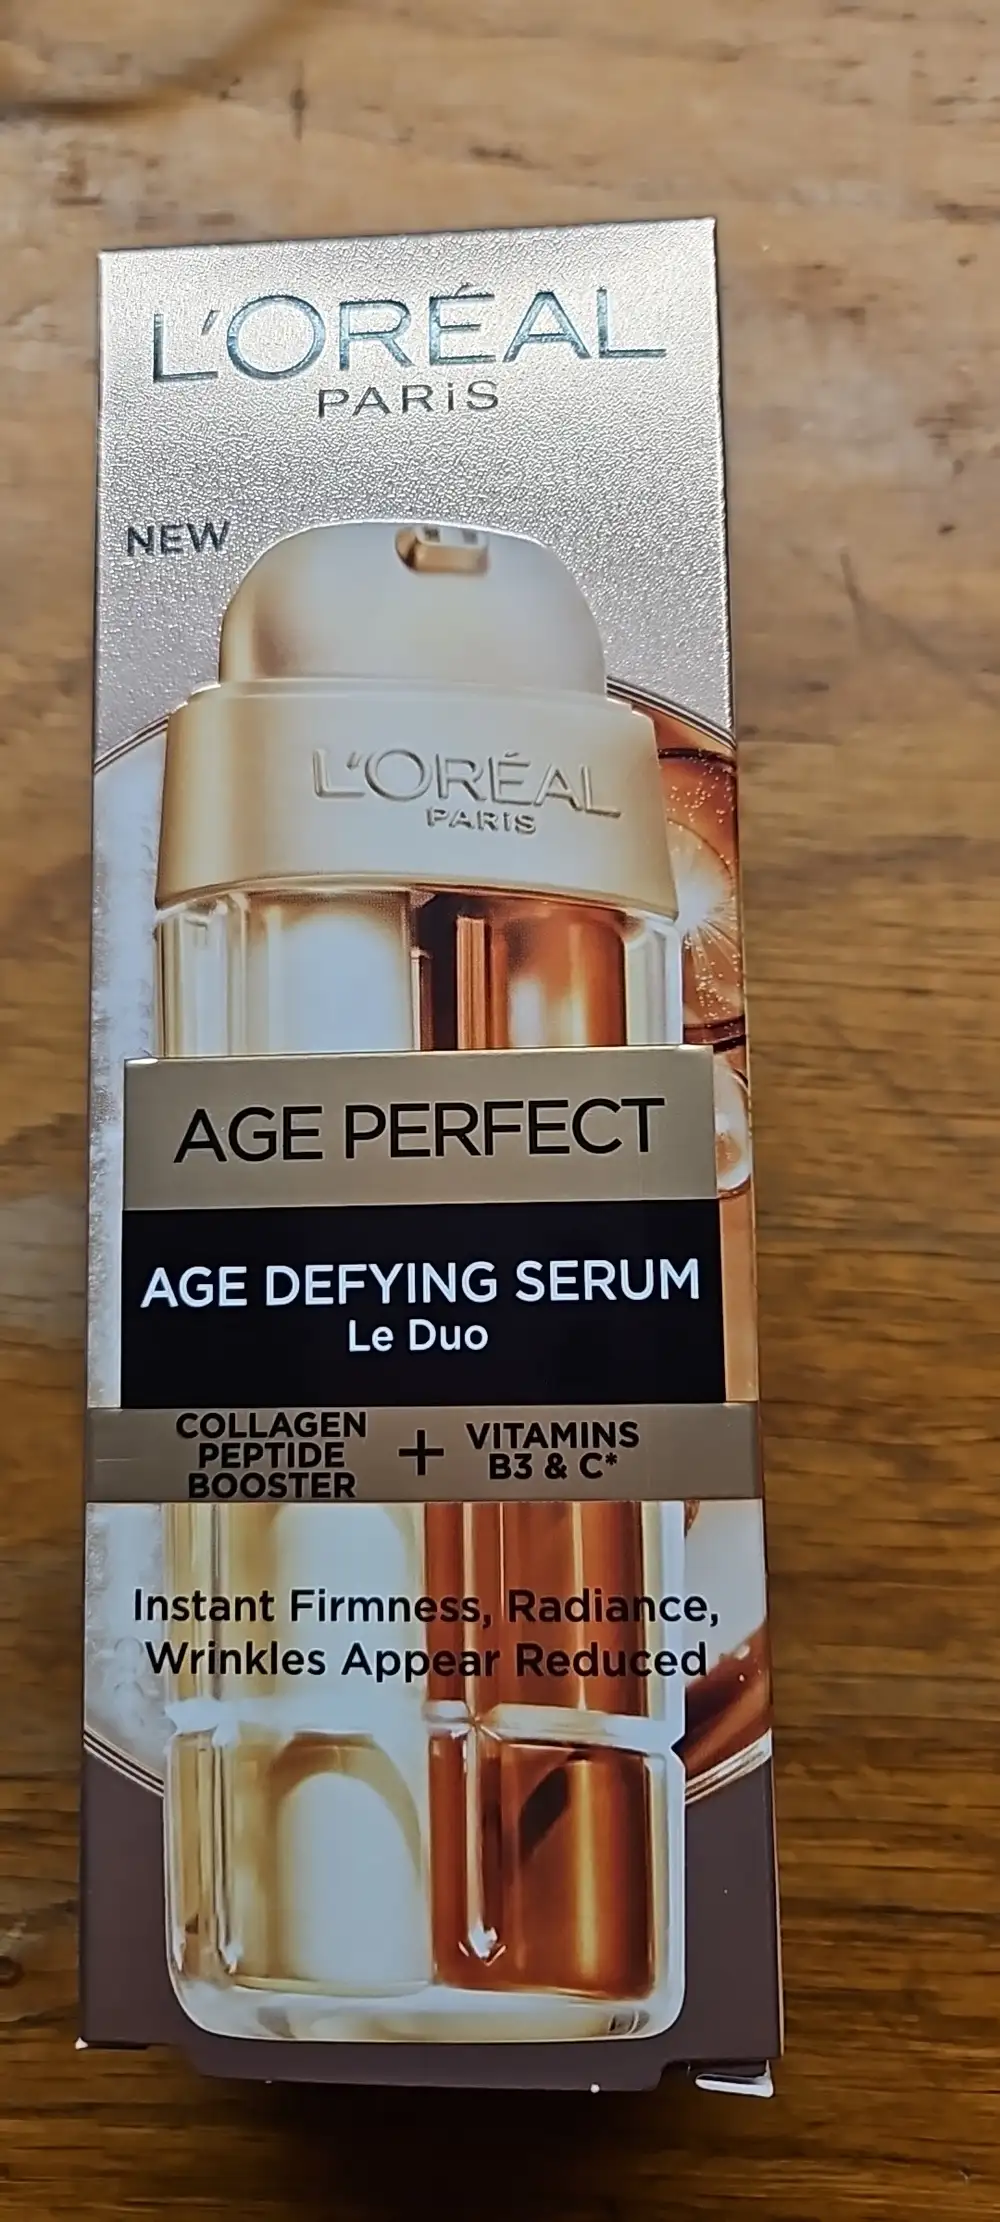 L'ORÉAL
PARiS
NEW
L'ORÉAL
PARiS
AGE PERFECT
AGE DEFYING SERUM
Le Duo
COLLAGEN
PEPTIDE
BOOSTER
+
VITAMINS
B3 & C*
Instant Firmness, Radiance,
Wrinkles Appear Reduced